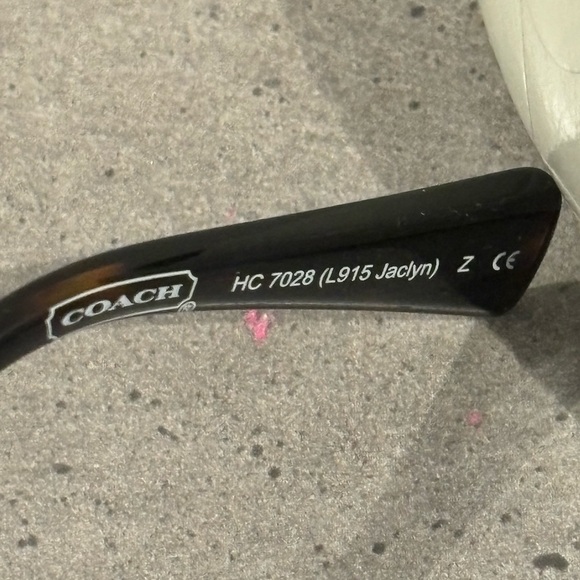 COACH®
HC 7028 (L915 Jaclyn) Z CE